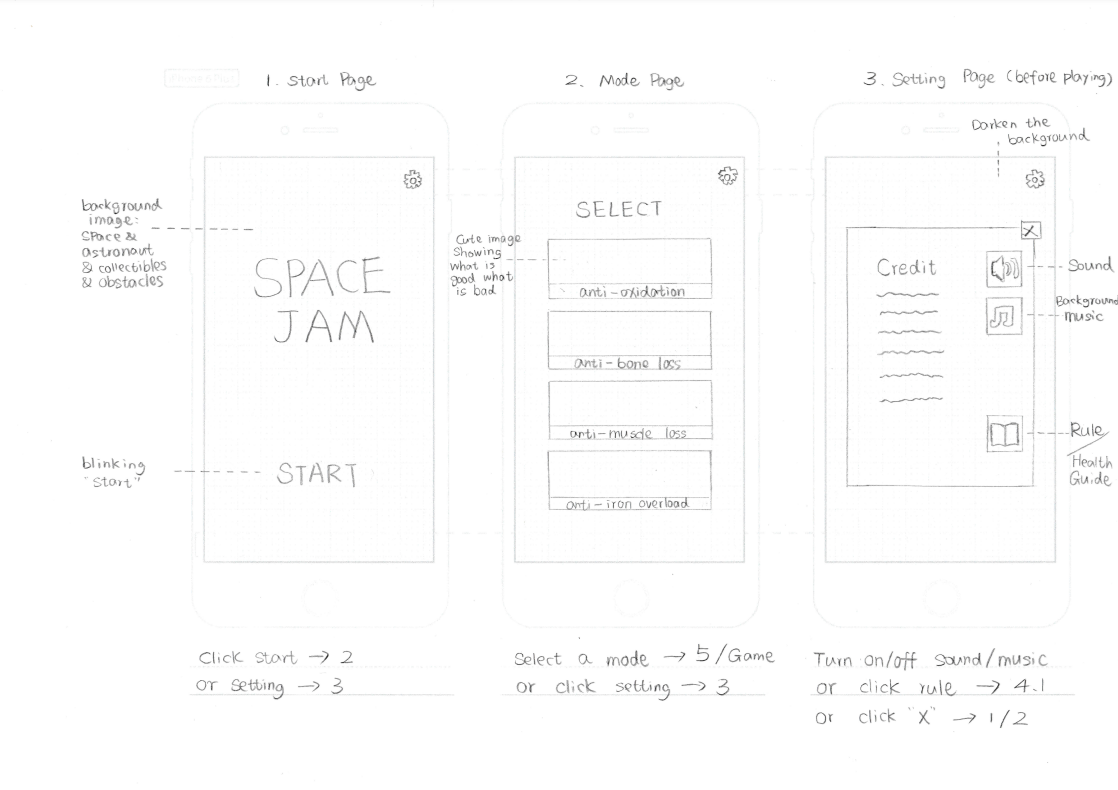 1. Start Page
background
image:
Space &
astronaut
& collectibles
& obstacles
SPACE
JAM
blinking
"Start"
START
Click start → 2
or setting → 3
2. Mode Page
SELECT
Cute image
Showing
what is
good what
is bad
anti-oxidation
anti-bone loss
anti-muscle loss
anti-iron overload
Select a mode → 5/Game
or click setting → 3
3. Setting Page (before playing)
Darken the
background
X
Credit
Sound
Background
music
Rule/
Health
Guide
Turn on/off sound/music
or click rule → 4.1
or click "X" → 1/2